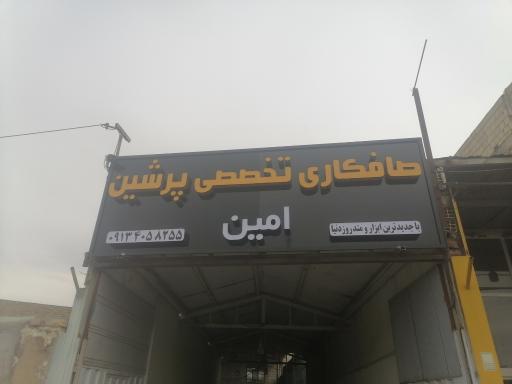 صافکاری تخصصی پرشین
امین
با جدیدترین ابزار و متد روز دنیا
۰۹۱۳۴۰۵۸۲۵۵